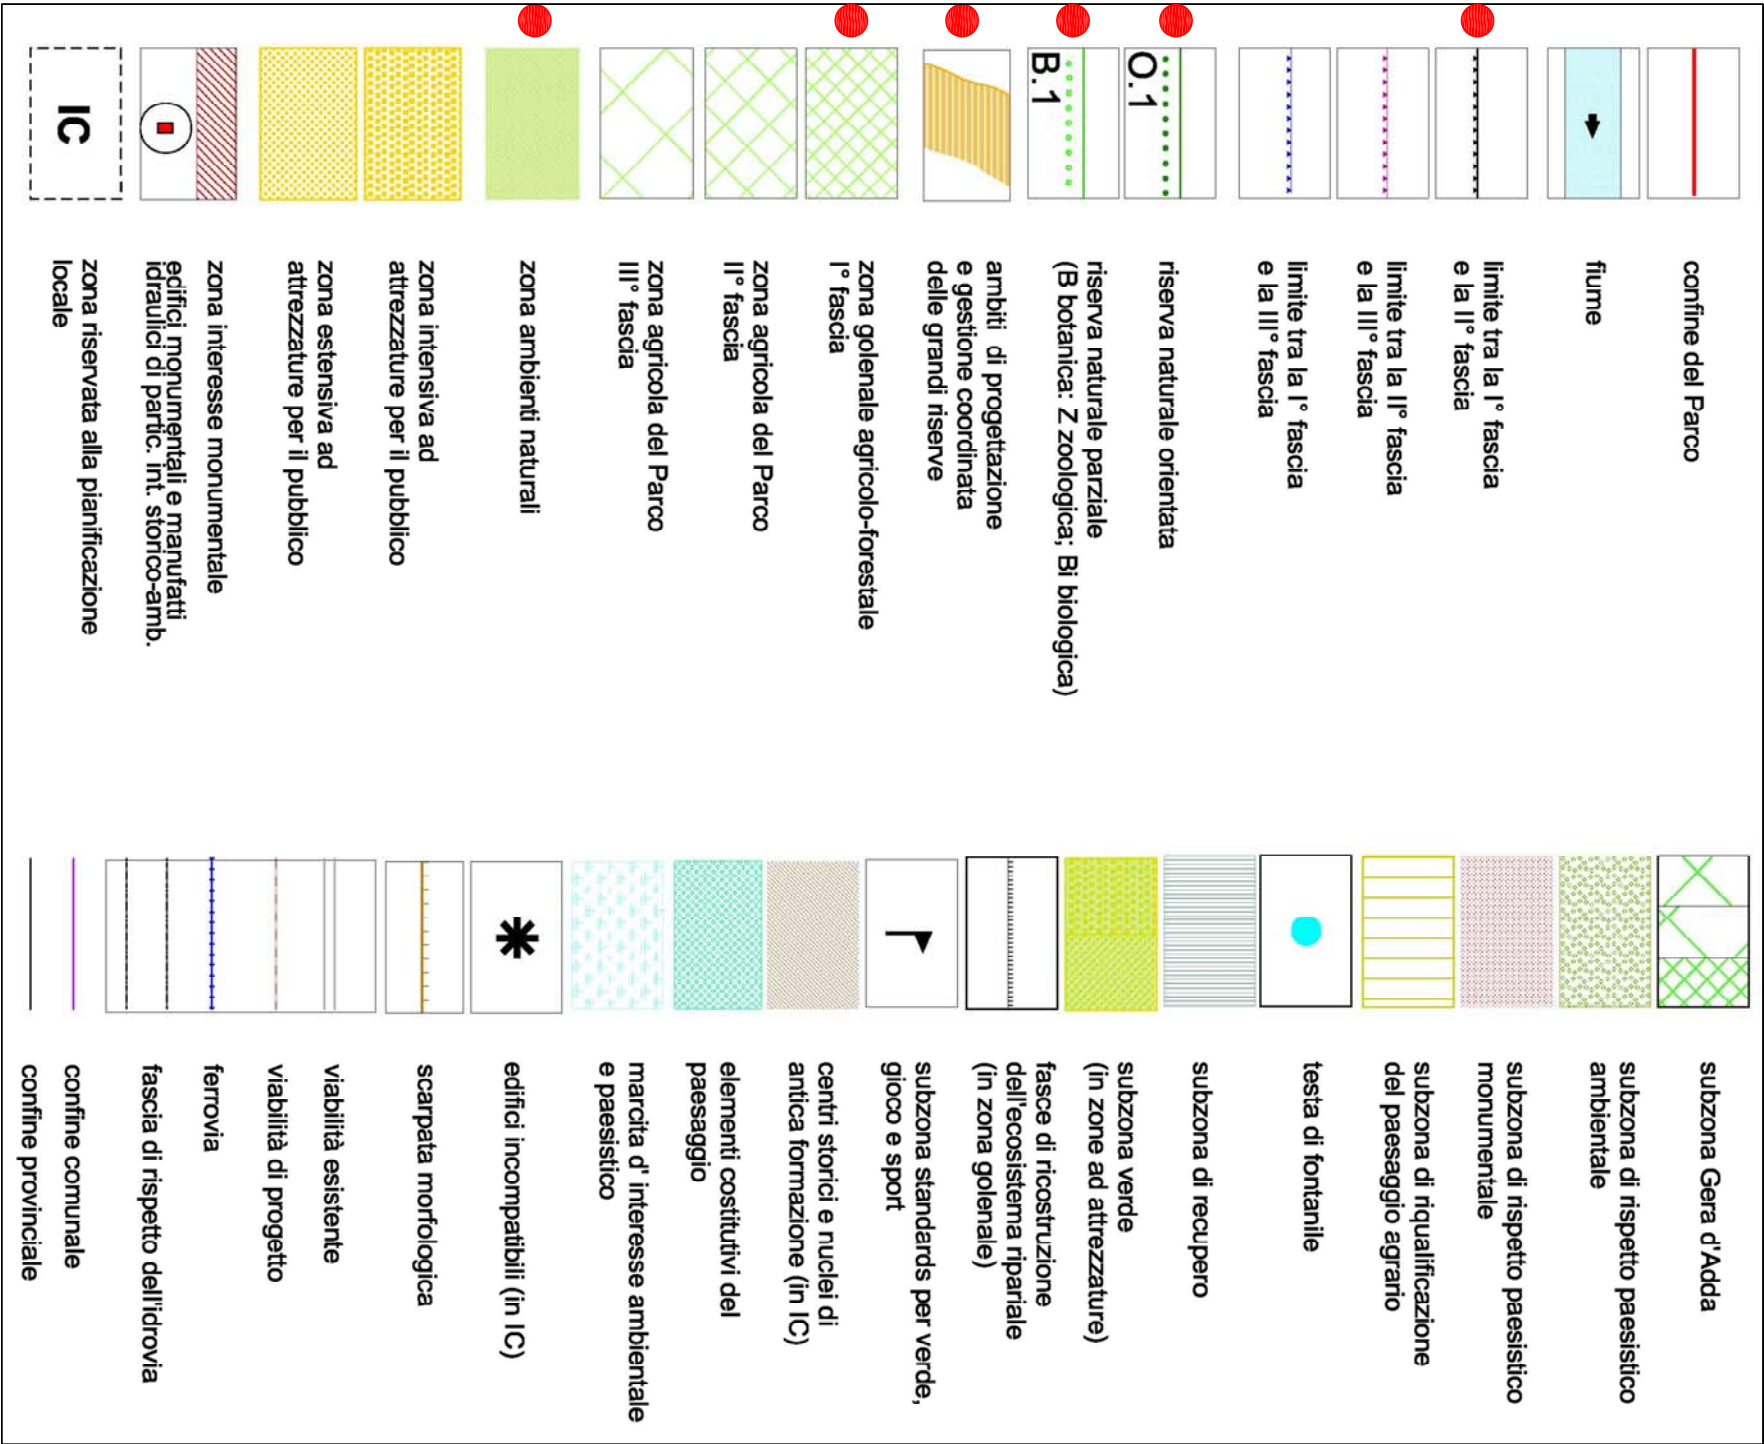 confine del Parco
fiume
limite tra la I° fascia
e la II° fascia
limite tra la II° fascia
e la III° fascia
limite tra la I° fascia
e la III° fascia
O.1
riserva naturale orientata
B.1
riserva naturale parziale
(B botanica: Z zoologica; Bi biologica)
ambiti di progettazione
e gestione coordinata
delle grandi riserve
zona golenale agricolo-forestale
I° fascia
zona agricola del Parco
II° fascia
zona agricola del Parco
III° fascia
zona ambienti naturali
zona intensiva ad
attrezzature per il pubblico
zona estensiva ad
attrezzature per il pubblico
zona interesse monumentale
edifici monumentali e manufatti
idraulici di partic. int. storico-amb.
IC
zona riservata alla pianificazione
locale
subzona Gera d'Adda
subzona di rispetto paesistico
ambientale
subzona di rispetto paesistico
monumentale
subzona di riqualificazione
del paesaggio agrario
testa di fontanile
subzona di recupero
subzona verde
(in zone ad attrezzature)
fasce di ricostruzione
dell'ecosistema ripariale
(in zona golenale)
subzona standards per verde,
gioco e sport
centri storici e nuclei di
antica formazione (in IC)
elementi costitutivi del
paesaggio
marcita d' interesse ambientale
e paesistico
edifici incompatibili (in IC)
scarpata morfologica
viabilità esistente
viabilità di progetto
ferrovia
fascia di rispetto dell'idrovia
confine comunale
confine provinciale